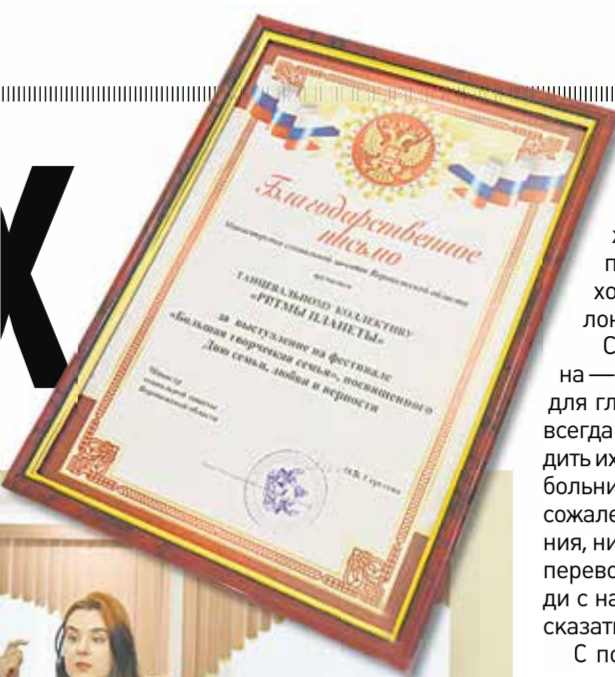 Х
Благодарственное
письмо
Министерство социальной защиты Воронежской области
ТАНЦЕВАЛЬНОМУ КОЛЛЕКТИВУ
«РИТМЫ ПЛАНЕТЫ»
за выступление на фестивале
«Большая творческая семья», посвященного
Дню семьи, любви и верности
Министр
социальной защиты
Воронежской области
О.В. Сергеева
хо
лон
С
на —
для гл
всегда
дить их
больни
сожале
ния, ни
перево
ди с на
сказат
С по